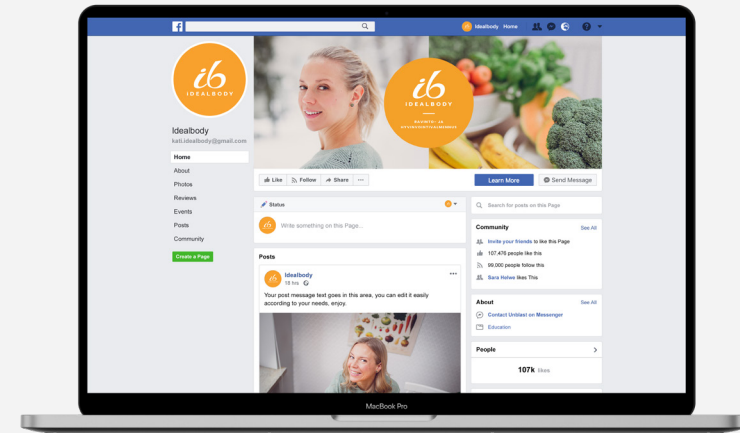 f
Idealbody Home
ib
IDEALBODY
ib
IDEALBODY
RAVINTO- JA
Idealbody
kati.idealbody@gmail.com
Home
About
Photos
Reviews
Events
Posts
Community
Create a Page
Like Follow Share ...
Learn More Send Message
Status
ib
Write something on this Page...
Posts
ib
Idealbody
18 hrs
Your post message text goes in this area, you can edit it easily
according to your needs, enjoy.
Search for posts on this Page
Community See All
Invite your friends to like this Page
107,476 people like this
99.000 people follow this
Sara Helwe likes This
About See All
Contact Unblast on Messenger
Education
People
107k likes
MacBook Pro